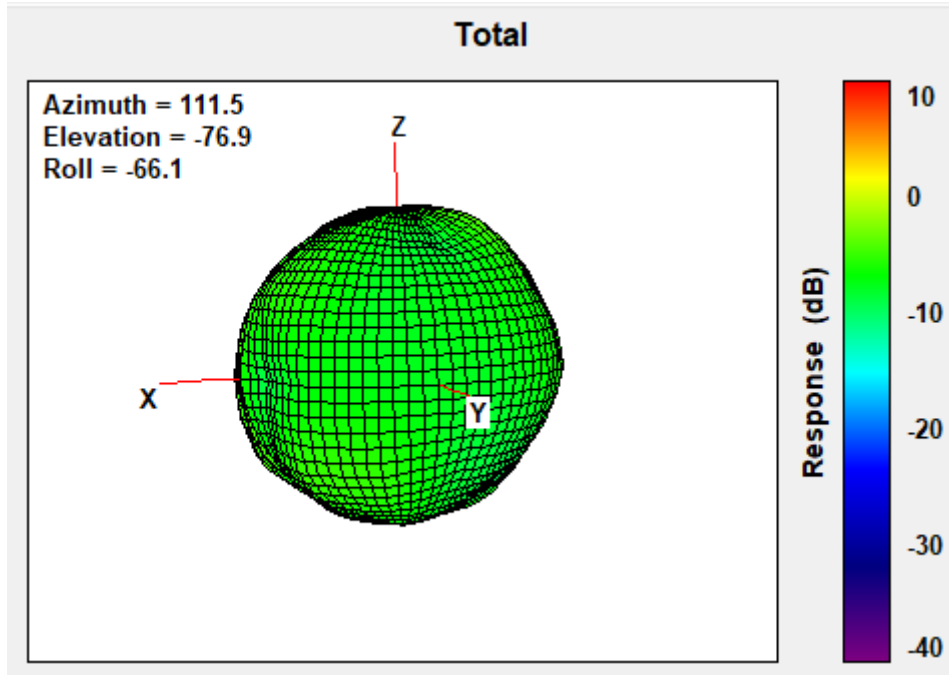 Total
Azimuth = 111.5
Elevation = -76.9
Roll = -66.1
Z
X
Y
10
0
-10
-20
-30
-40
Response (dB)